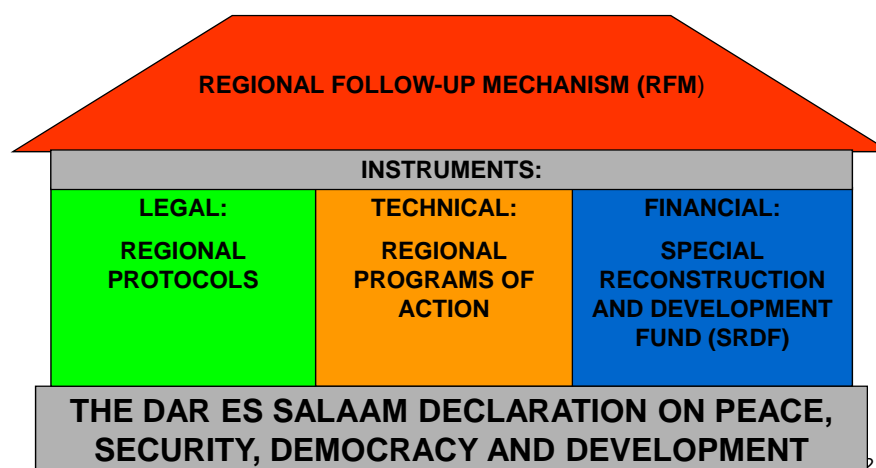 REGIONAL FOLLOW-UP MECHANISM (RFM)
INSTRUMENTS:
LEGAL:
REGIONAL
PROTOCOLS
TECHNICAL:
REGIONAL
PROGRAMS OF
ACTION
FINANCIAL:
SPECIAL
RECONSTRUCTION
AND DEVELOPMENT
FUND (SRDF)
THE DAR ES SALAAM DECLARATION ON PEACE,
SECURITY, DEMOCRACY AND DEVELOPMENT